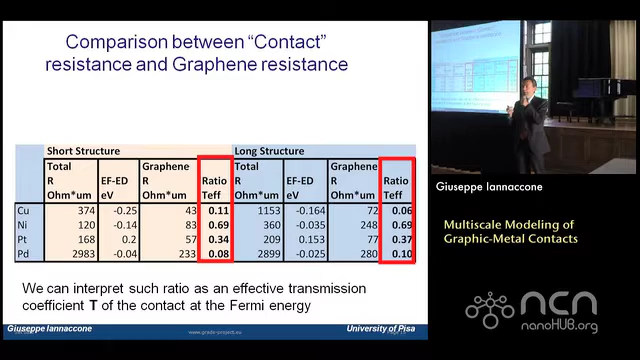 Comparison between “Contact”
resistance and Graphene resistance
Short Structure Long Structure
Total R Ohm*um EF-ED eV Graphene R Ohm*um Ratio Teff Total R Ohm*um EF-ED eV Graphene R Ohm*um Ratio Teff
Cu 374 -0.25 43 0.11 1153 -0.164 72 0.06
Ni 120 -0.14 83 0.69 360 -0.035 248 0.69
Pt 168 0.2 57 0.34 209 0.153 77 0.37
Pd 2983 -0.04 233 0.08 2899 -0.025 280 0.10
We can interpret such ratio as an effective transmission
coefficient T of the contact at the Fermi energy
Giuseppe Iannaccone
www.grade-project.eu
University of Pisa
Giuseppe Iannaccone
Multiscale Modeling of
Graphic-Metal Contacts
ncn
nanoHUB.org